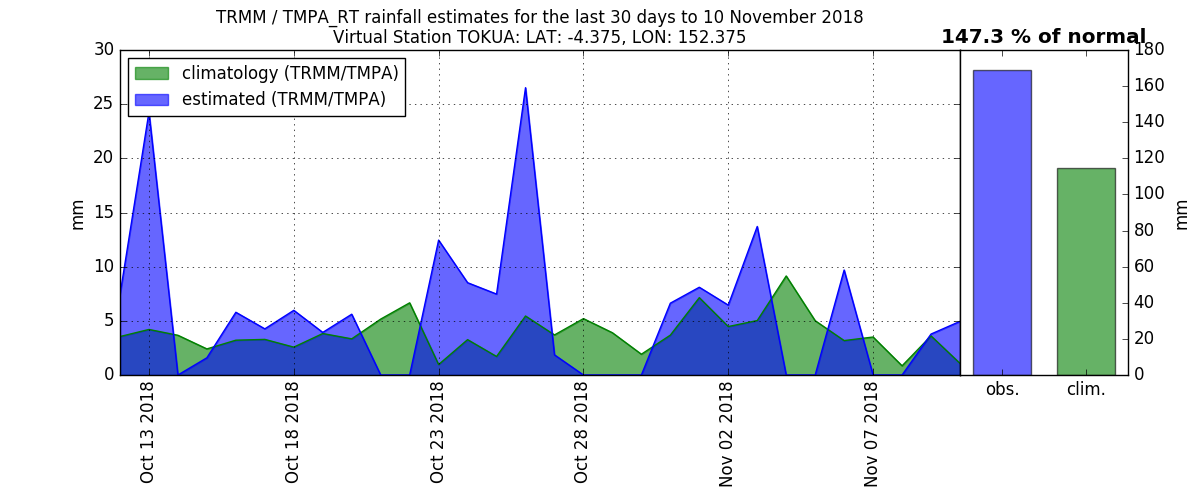 TRMM / TMPA_RT rainfall estimates for the last 30 days to 10 November 2018
Virtual Station TOKUA: LAT: -4.375, LON: 152.375
147.3 % of normal
climatology (TRMM/TMPA)
estimated (TRMM/TMPA)
30
25
20
15
10
5
0
mm
Oct 13 2018
Oct 18 2018
Oct 23 2018
Oct 28 2018
Nov 02 2018
Nov 07 2018
180
160
140
120
100
80
60
40
20
0
mm
obs.
clim.